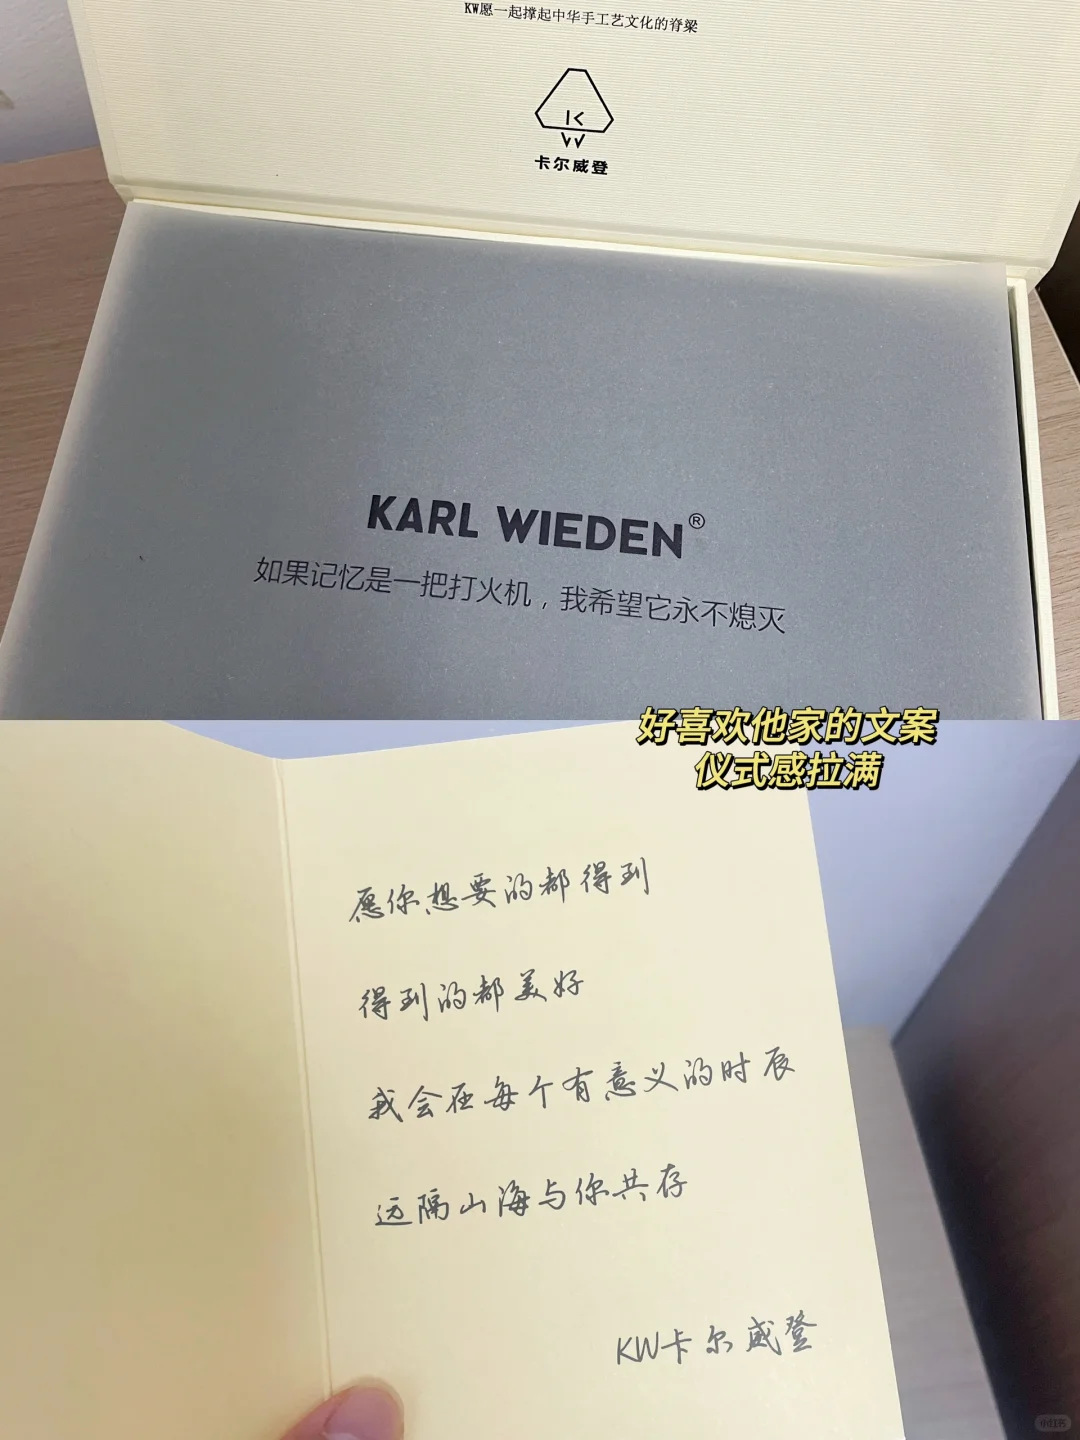 KW愿一起撑起中华手工艺文化的脊梁
KW
卡尔威登
KARL WIEDEN®
如果记忆是一把打火机，我希望它永不熄灭
好喜欢他家的文案
仪式感拉满
愿你想要的都得到
得到的都美好
我会在每个有意义的时辰
远隔山海与你共存
KW卡尔威登